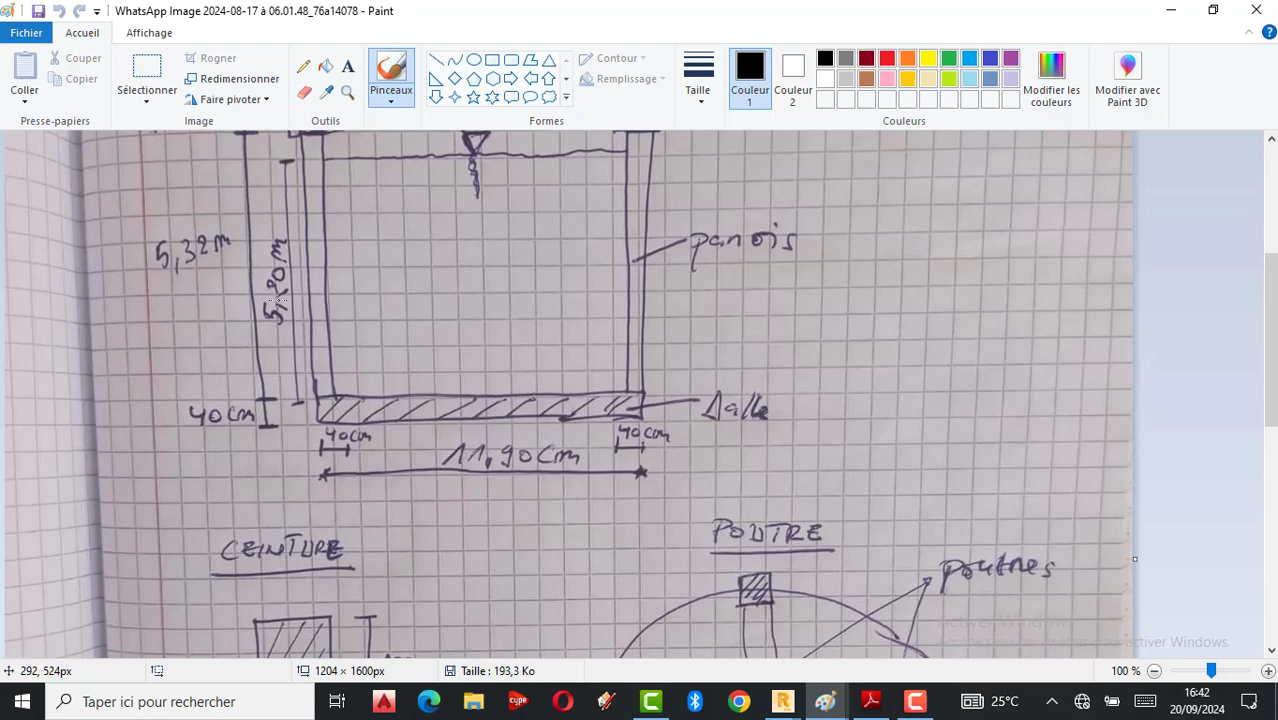 WhatsApp Image 2024-08-17 à 06.01.48_76a14078 - Paint
Fichier
Accueil
Affichage
Coller
Couper
Copier
Presse-papiers
Sélectionner
Rogner
Redimensionner
Faire pivoter
Image
A
Outils
Pinceaux
Formes
Contour
Remplissage
Taille
Couleur 1
Couleur 2
Couleurs
Modifier les couleurs
Modifier avec Paint 3D
5,32m
5,20m
parois
40cm
40cm
40cm
Dalle
11,90cm
CEINTURE
POUTRE
poutres
Activer Windows
292, 524px
1204 × 1600px
Taille : 193,3 Ko
100 %
Taper ici pour rechercher
25°C
16:42
20/09/2024